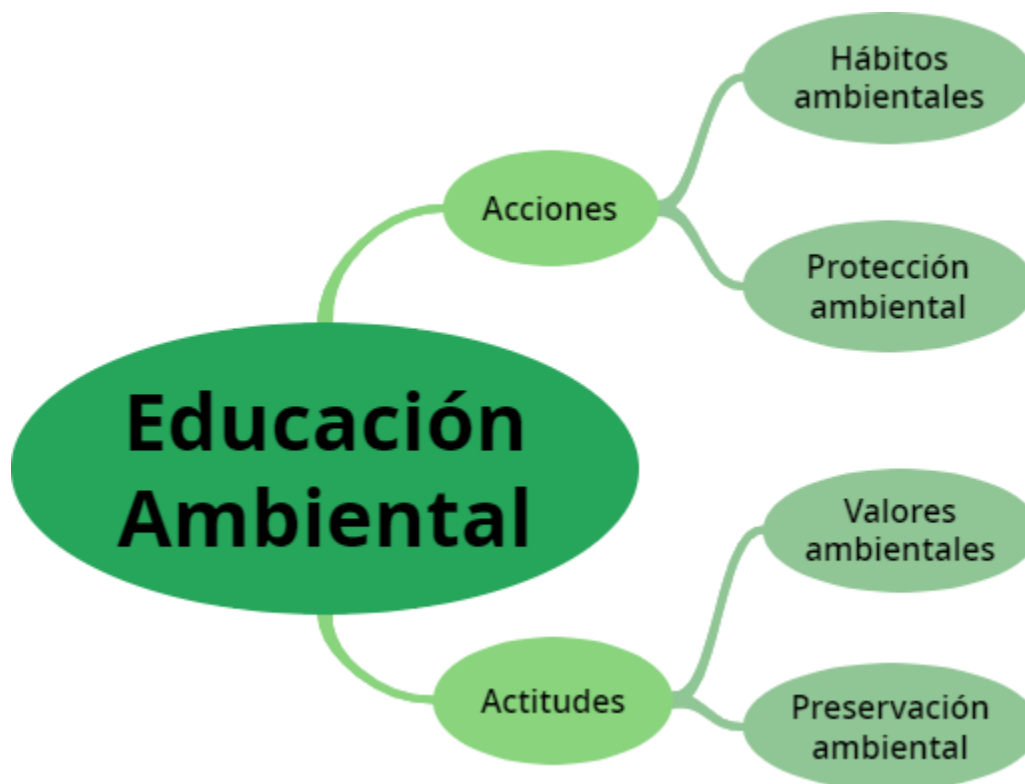 Hábitos
ambientales
Acciones
Protección
ambiental
Educación
Ambiental
Valores
ambientales
Actitudes
Preservación
ambiental